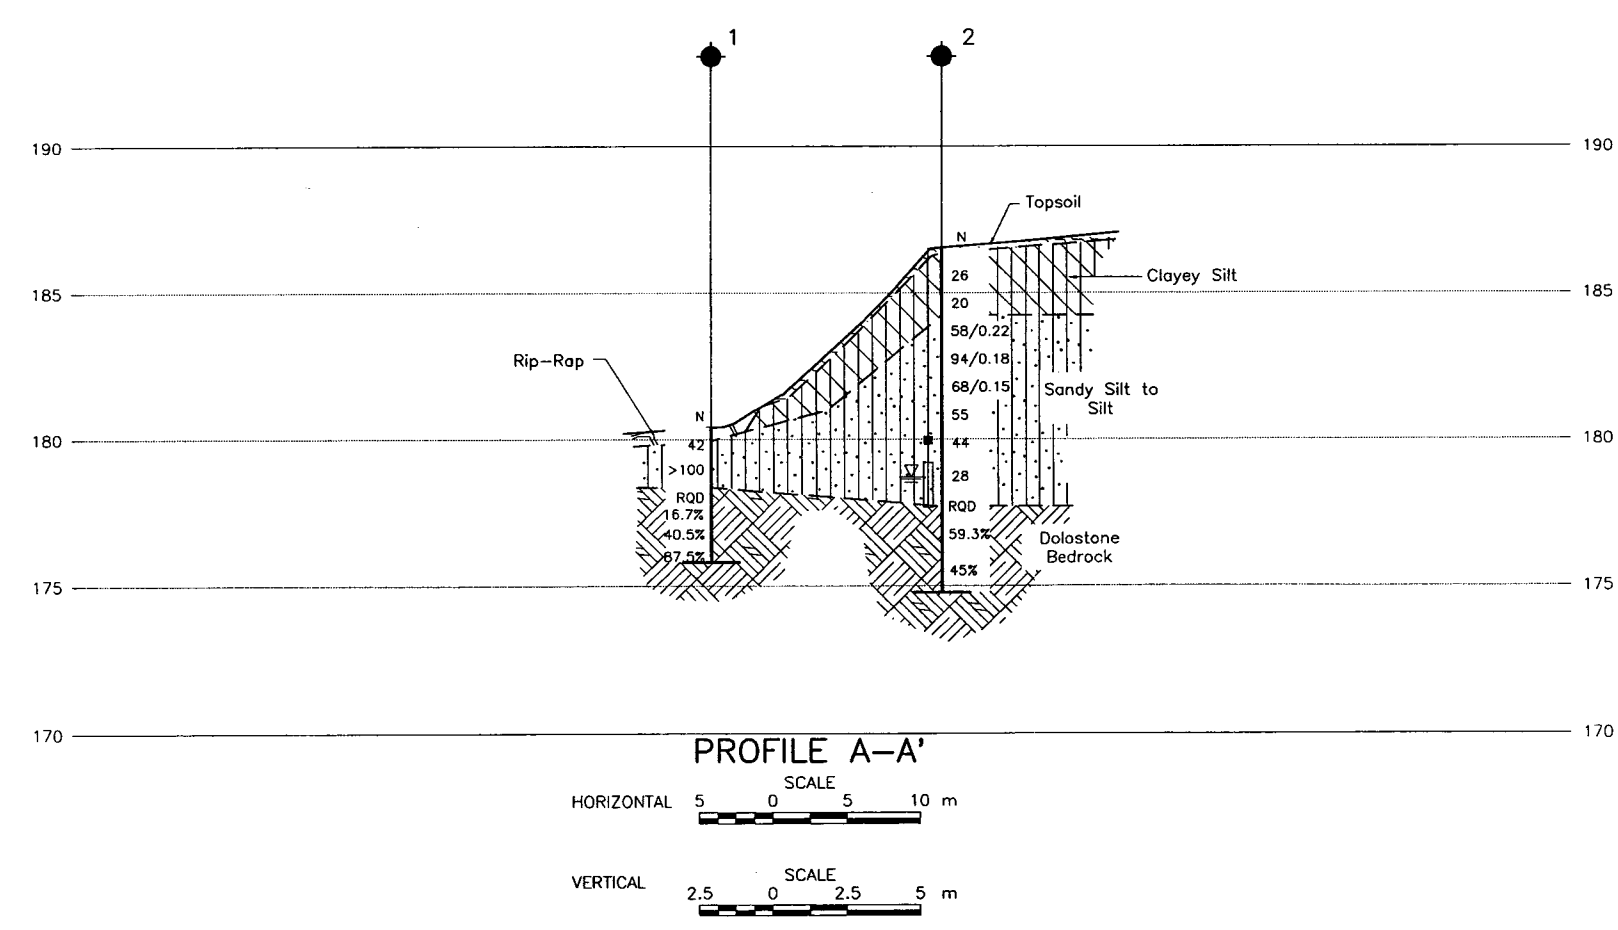 1
2
190
190
Topsoil
N
26
Clayey Silt
185
185
20
58/0.22
Rip-Rap
94/0.18
68/0.15
Sandy Silt to
Silt
N
55
180
42
44
180
>100
28
RQD
RQD
16.7%
40.5%
59.3%
Dolostone
Bedrock
87.5%
45%
175
175
170
170
PROFILE A-A'
SCALE
HORIZONTAL
5 0 5 10 m
SCALE
VERTICAL
2.5 0 2.5 5 m